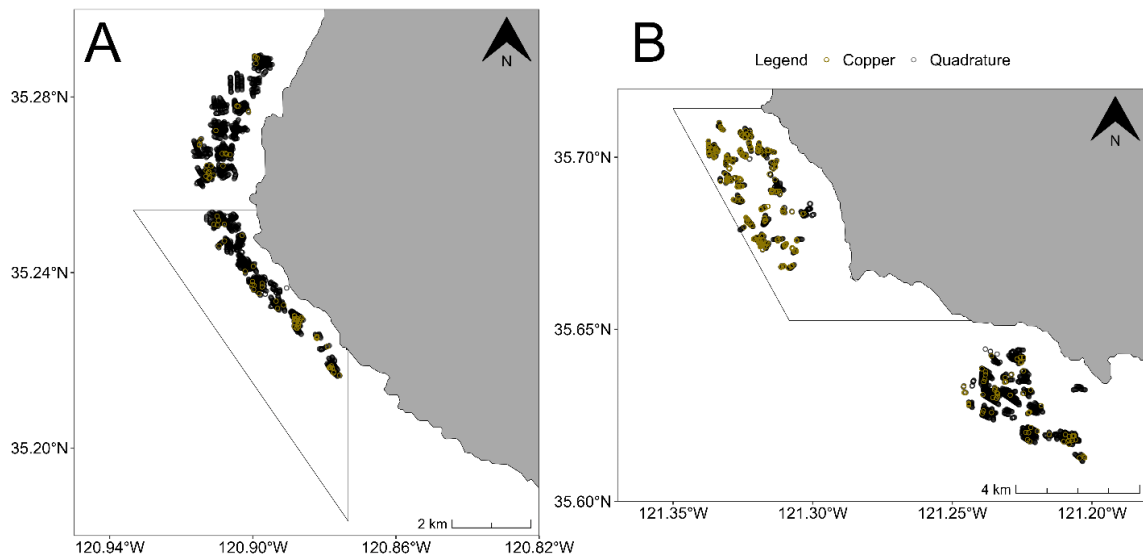 A
N
35.28°N
35.24°N
35.20°N
2 km
120.94°W
120.90°W
120.86°W
120.82°W
B
Legend Copper Quadrature
N
35.70°N
35.65°N
35.60°N
4 km
121.35°W
121.30°W
121.25°W
121.20°W